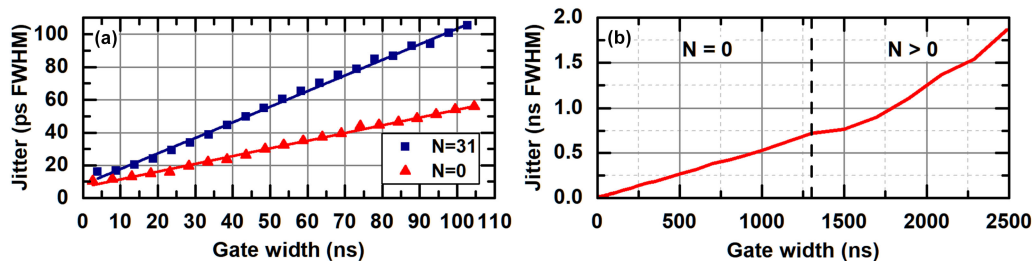 (a)
Jitter (ps FWHM)
100
80
60
40
20
0
N=31
N=0
0 10 20 30 40 50 60 70 80 90 100 110
Gate width (ns)
(b)
Jitter (ns FWHM)
2.0
1.5
1.0
0.5
0.0
N = 0
N > 0
0 500 1000 1500 2000 2500
Gate width (ns)